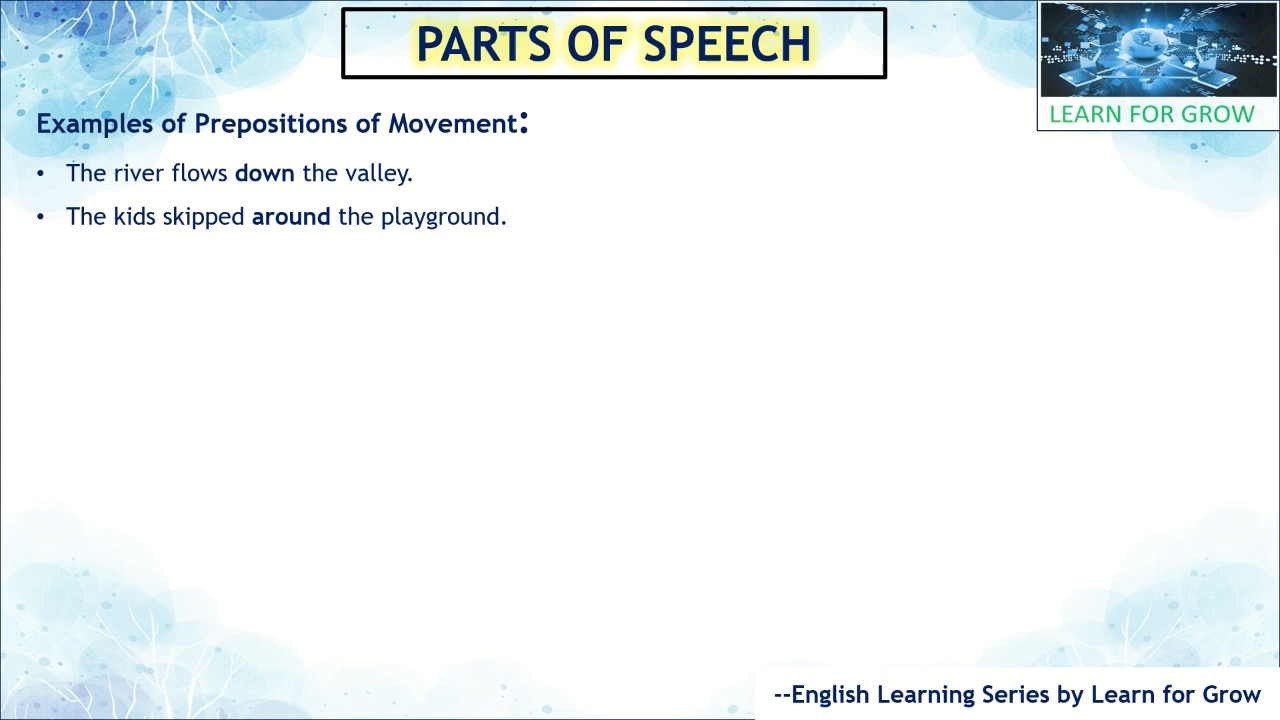 PARTS OF SPEECH
LEARN FOR GROW
Examples of Prepositions of Movement:
• The river flows down the valley.
• The kids skipped around the playground.
--English Learning Series by Learn for Grow